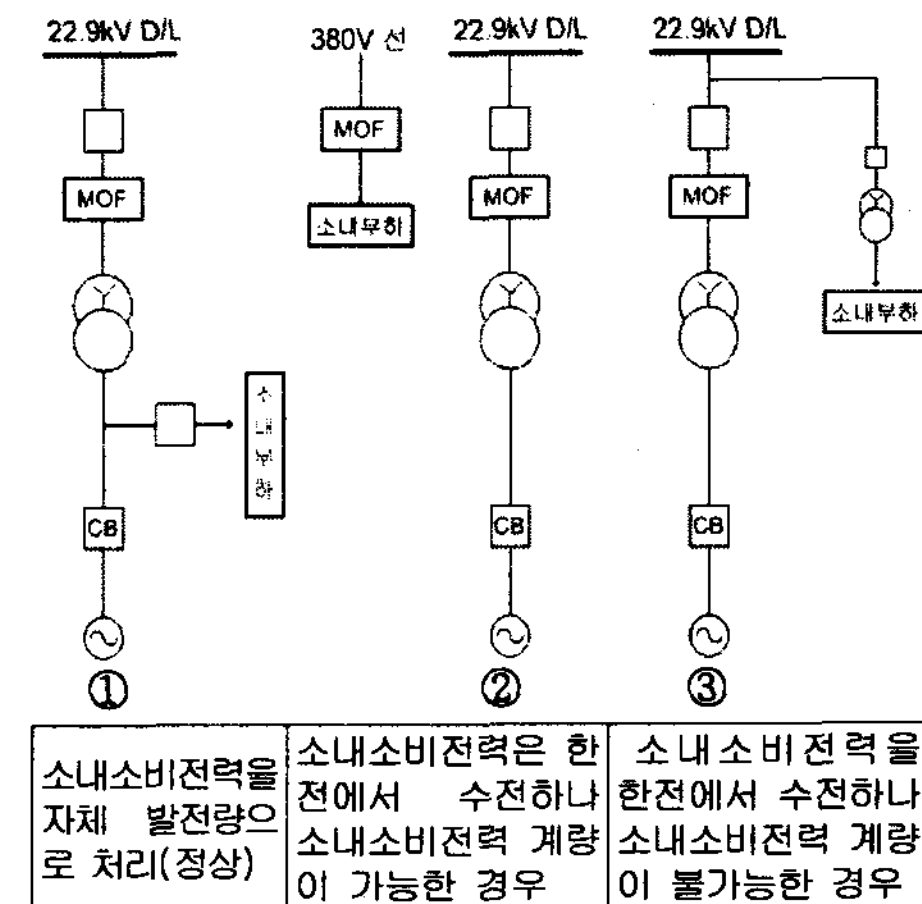 22.9kV D/L
380V 선
22.9kV D/L
22.9kV D/L
MOF
MOF
MOF
MOF
소내부하
소내부하
소내부하
CB
CB
CB
①
②
③
소내소비전력을
자체 발전량으
로 처리(정상)
소내소비전력은 한
전에서 수전하나
소내소비전력 계량
이 가능한 경우
소내소비전력을
한전에서 수전하나
소내소비전력 계량
이 불가능한 경우